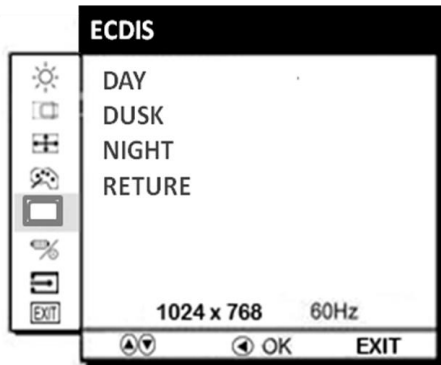 ECDIS
DAY
DUSK
NIGHT
RETURE
EXIT
1024 x 768 60Hz
OK EXIT